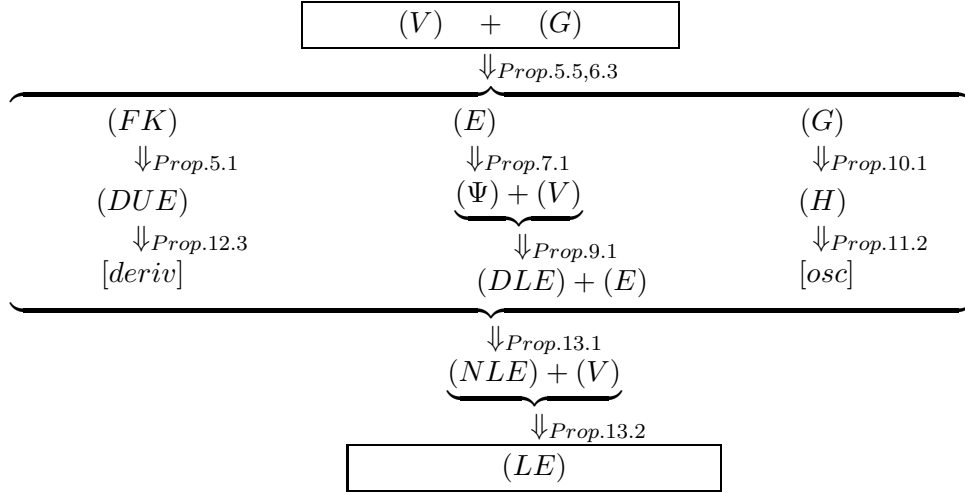 (V) + (G)
⇓Prop.5.5,6.3
(FK) (E) (G)
⇓Prop.5.1 ⇓Prop.7.1 ⇓Prop.10.1
(DUE) (Ψ) + (V) (H)
⇓Prop.12.3 ⇓Prop.9.1 ⇓Prop.11.2
[deriv] (DLE) + (E) [osc]
⇓Prop.13.1
(NLE) + (V)
⇓Prop.13.2
(LE)